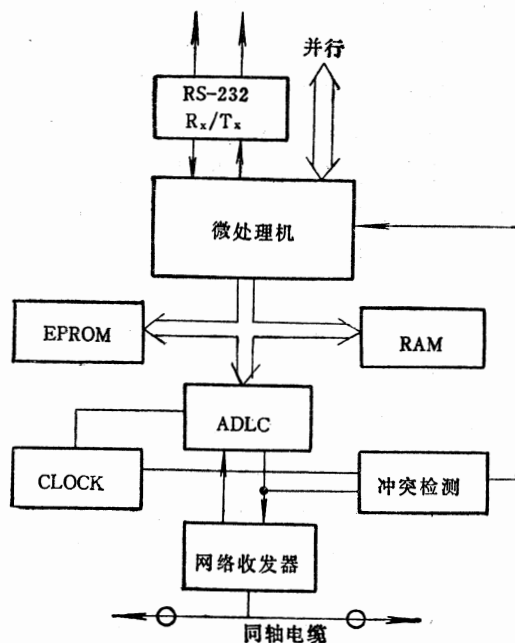 并行
RS-232
Rx/Tx
微处理机
EPROM
RAM
ADLC
CLOCK
冲突检测
网络收发器
同轴电缆